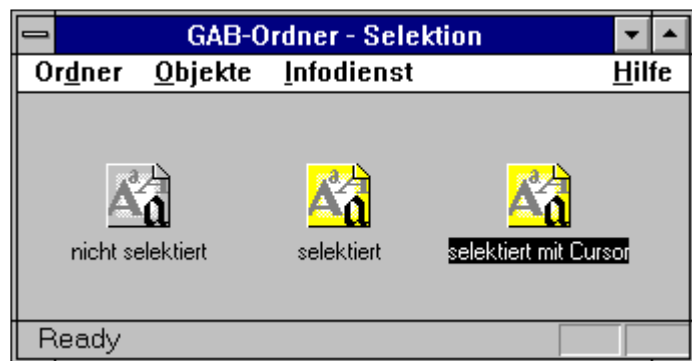 GAB-Ordner - Selektion
Ordner Objekte Infodienst Hilfe
nicht selektiert selektiert selektiert mit Cursor
Ready